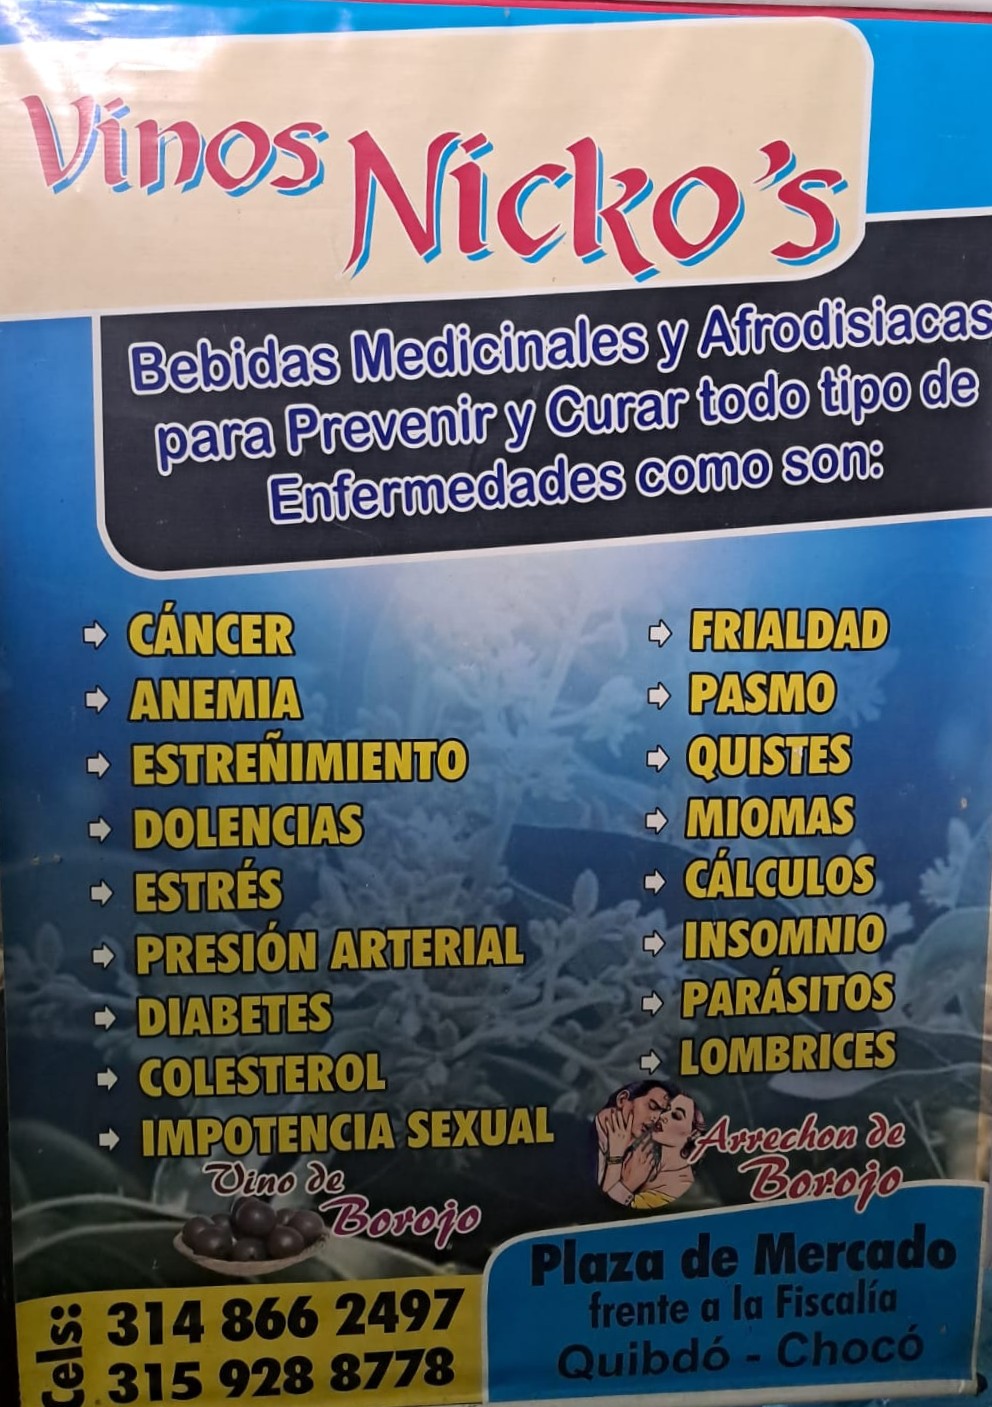 Vinos Nicko's
Bebidas Medicinales y Afrodisiacas
para Prevenir y Curar todo tipo de
Enfermedades como son:
CÁNCER
ANEMIA
ESTREÑIMIENTO
DOLENCIAS
ESTRÉS
PRESIÓN ARTERIAL
DIABETES
COLESTEROL
IMPOTENCIA SEXUAL
FRIALDAD
PASMO
QUISTES
MIOMAS
CÁLCULOS
INSOMNIO
PARÁSITOS
LOMBRICES
Vino de
Borojo
Arrechon de
Borojo
Cels:
314 866 2497
315 928 8778
Plaza de Mercado
frente a la Fiscalía
Quibdó - Chocó